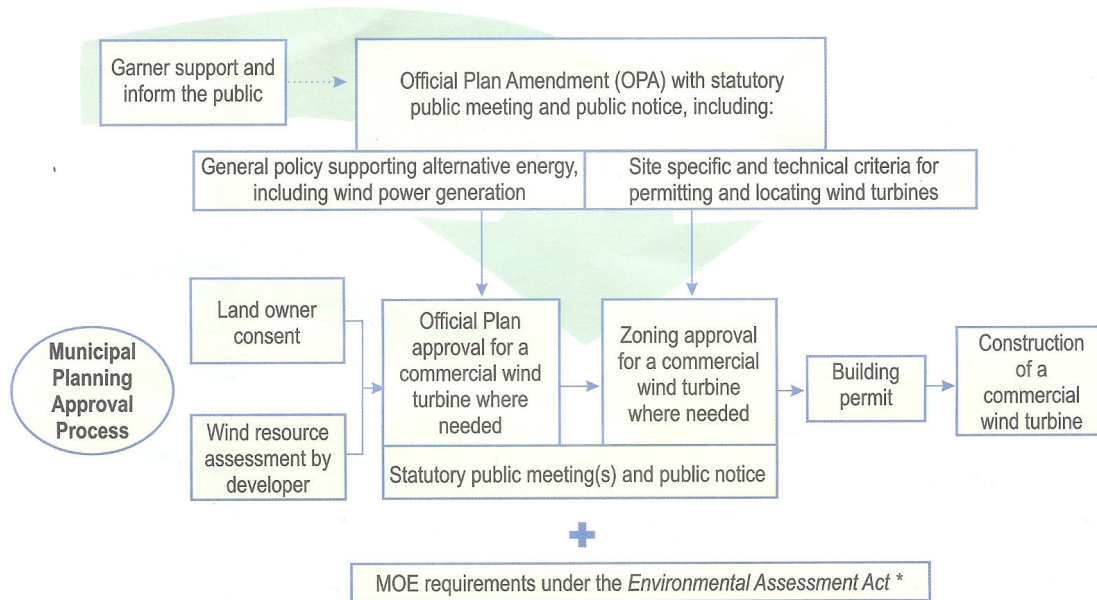 Garner support and
inform the public
Official Plan Amendment (OPA) with statutory
public meeting and public notice, including:
General policy supporting alternative energy,
including wind power generation
Site specific and technical criteria for
permitting and locating wind turbines
Municipal
Planning
Approval
Process
Land owner
consent
Wind resource
assessment by
developer
Official Plan
approval for a
commercial wind
turbine where
needed
Zoning approval
for a commercial
wind turbine
where needed
Statutory public meeting(s) and public notice
Building
permit
Construction
of a
commercial
wind turbine
MOE requirements under the Environmental Assessment Act *